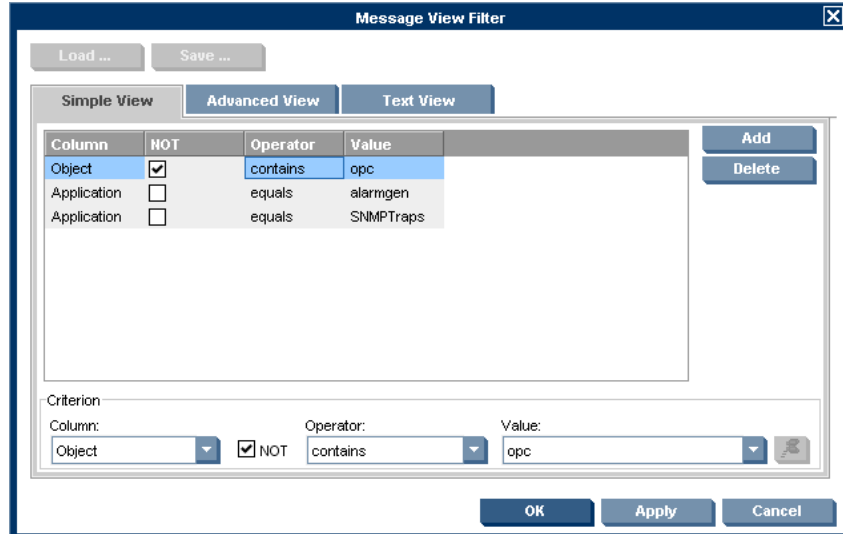 Message View Filter
Load ... Save ...
Simple View Advanced View Text View
Column NOT Operator Value Add
Object contains opc Delete
Application equals alarmgen
Application equals SNMPTraps
Criterion
Column: Operator: Value:
Object NOT contains opc
OK Apply Cancel